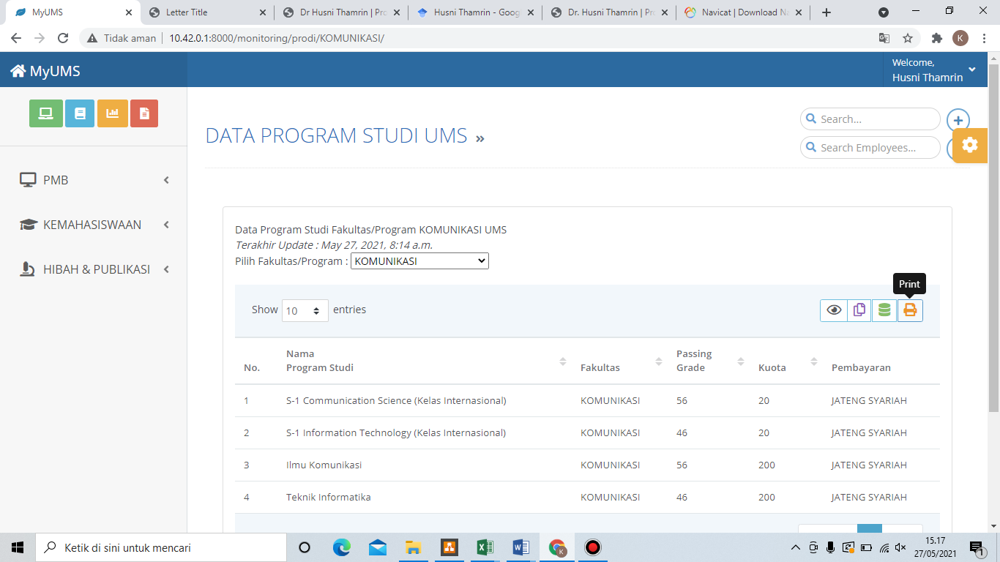 MyUMS
Letter Title
Dr Husni Thamrin | Pro
Husni Thamrin - Goog
Dr. Husni Thamrin | Pr
Navicat | Download Na
Tidak aman
10.42.0.1:8000/monitoring/prodi/KOMUNIKASI/
K
MyUMS
Welcome,
Husni Thamrin
Search...
Search Employees...
DATA PROGRAM STUDI UMS »
PMB
KEMAHASISWAAN
HIBAH & PUBLIKASI
Data Program Studi Fakultas/Program KOMUNIKASI UMS
Terakhir Update : May 27, 2021, 8:14 a.m.
Pilih Fakultas/Program : KOMUNIKASI
Print
Show 10 entries
No. Nama Program Studi Fakultas Passing Grade Kuota Pembayaran
1 S-1 Communication Science (Kelas Internasional) KOMUNIKASI 56 20 JATENG SYARIAH
2 S-1 Information Technology (Kelas Internasional) KOMUNIKASI 46 20 JATENG SYARIAH
3 Ilmu Komunikasi KOMUNIKASI 56 200 JATENG SYARIAH
4 Teknik Informatika KOMUNIKASI 46 200 JATENG SYARIAH
Ketik di sini untuk mencari
15.17
27/05/2021
1